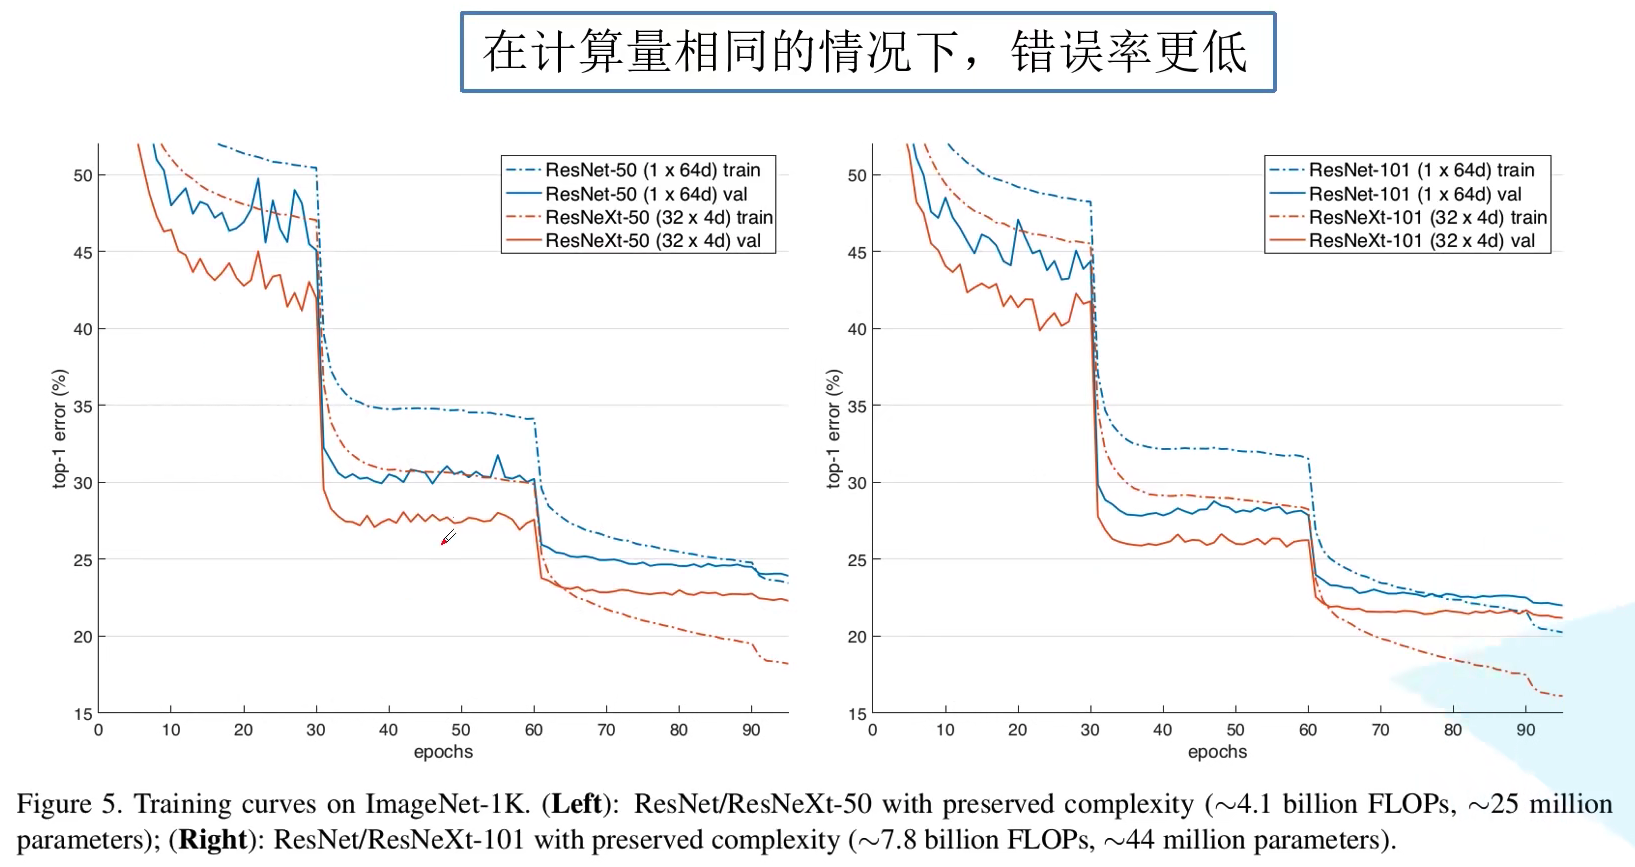 在计算量相同的情况下，错误率更低
ResNet-50 (1 x 64d) train
ResNet-50 (1 x 64d) val
ResNeXt-50 (32 x 4d) train
ResNeXt-50 (32 x 4d) val
50
45
40
35
30
25
20
15
top-1 error (%)
0 10 20 30 40 50 60 70 80 90
epochs
ResNet-101 (1 x 64d) train
ResNet-101 (1 x 64d) val
ResNeXt-101 (32 x 4d) train
ResNeXt-101 (32 x 4d) val
50
45
40
35
30
25
20
15
top-1 error (%)
0 10 20 30 40 50 60 70 80 90
epochs
Figure 5. Training curves on ImageNet-1K. (Left): ResNet/ResNeXt-50 with preserved complexity (∼4.1 billion FLOPs, ∼25 million
parameters); (Right): ResNet/ResNeXt-101 with preserved complexity (∼7.8 billion FLOPs, ∼44 million parameters).